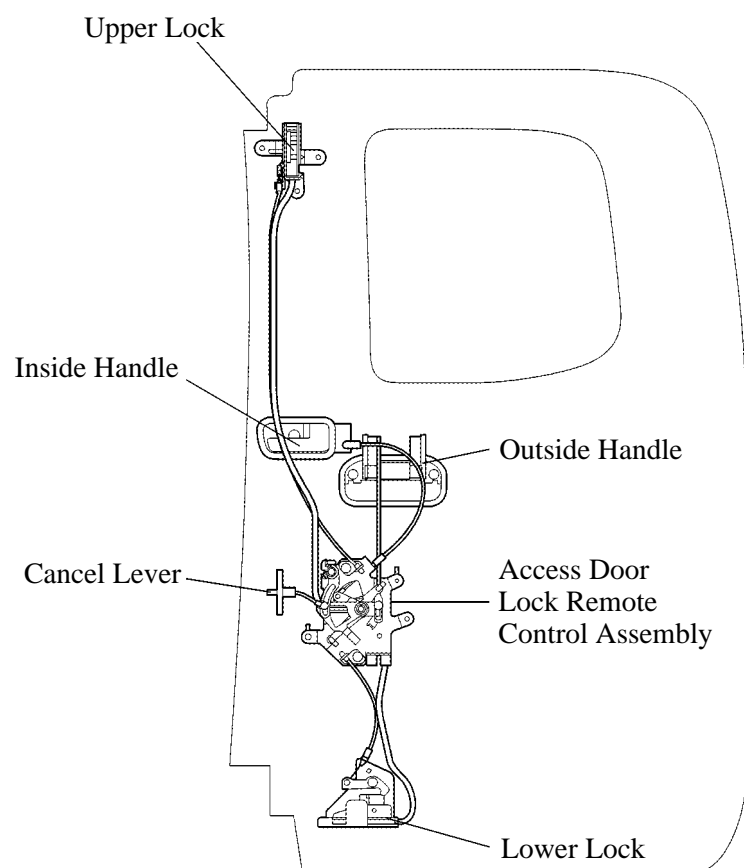 Upper Lock
Inside Handle
Outside Handle
Cancel Lever
Access Door
Lock Remote
Control Assembly
Lower Lock